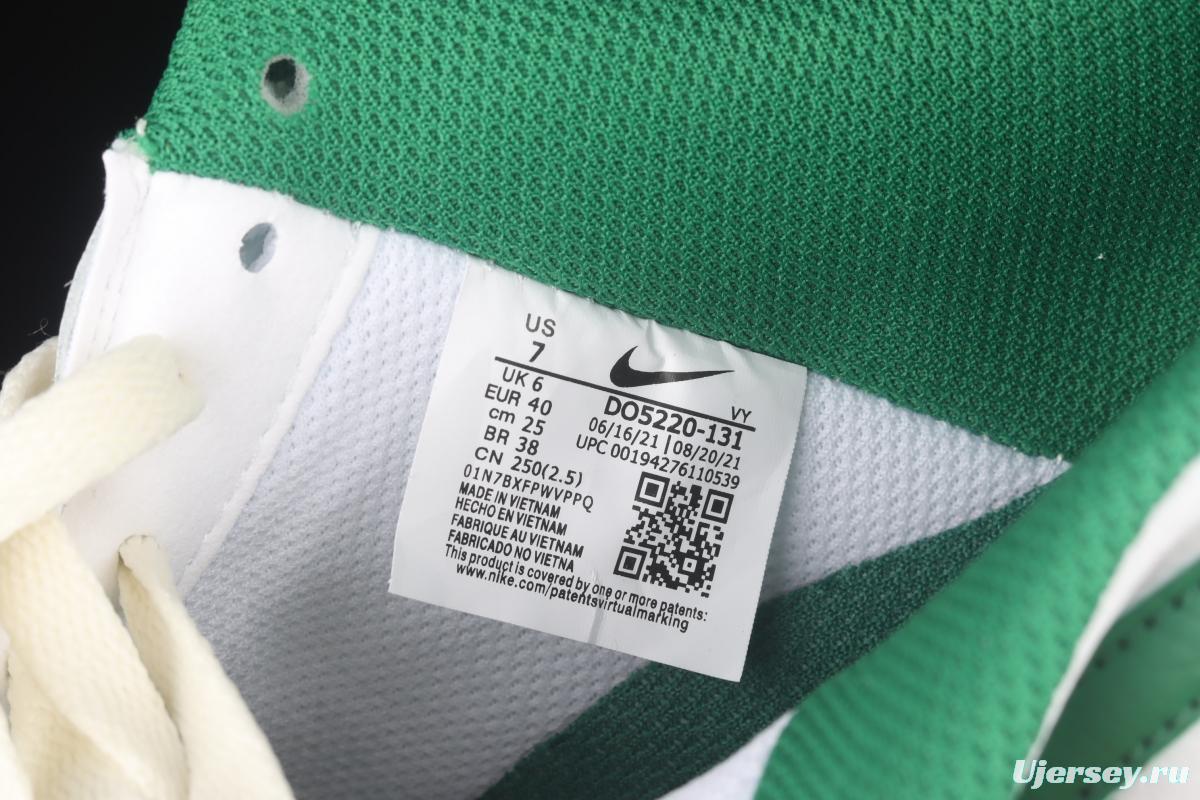 US
7
UK 6
EUR 40
cm 25
BR 38
CN 250(2.5)
01N7BXFPWVPPQ
MADE IN VIETNAM
HECHO EN VIETNAM
FABRIQUE AU VIETNAM
FABRICADO NO VIETNA
This product is covered by one or more patents:
www.nike.com/patentsvirtualmarking
VY
DO5220-131
06/16/21 | 08/20/21
UPC 00194276110539
Ujersey.ru